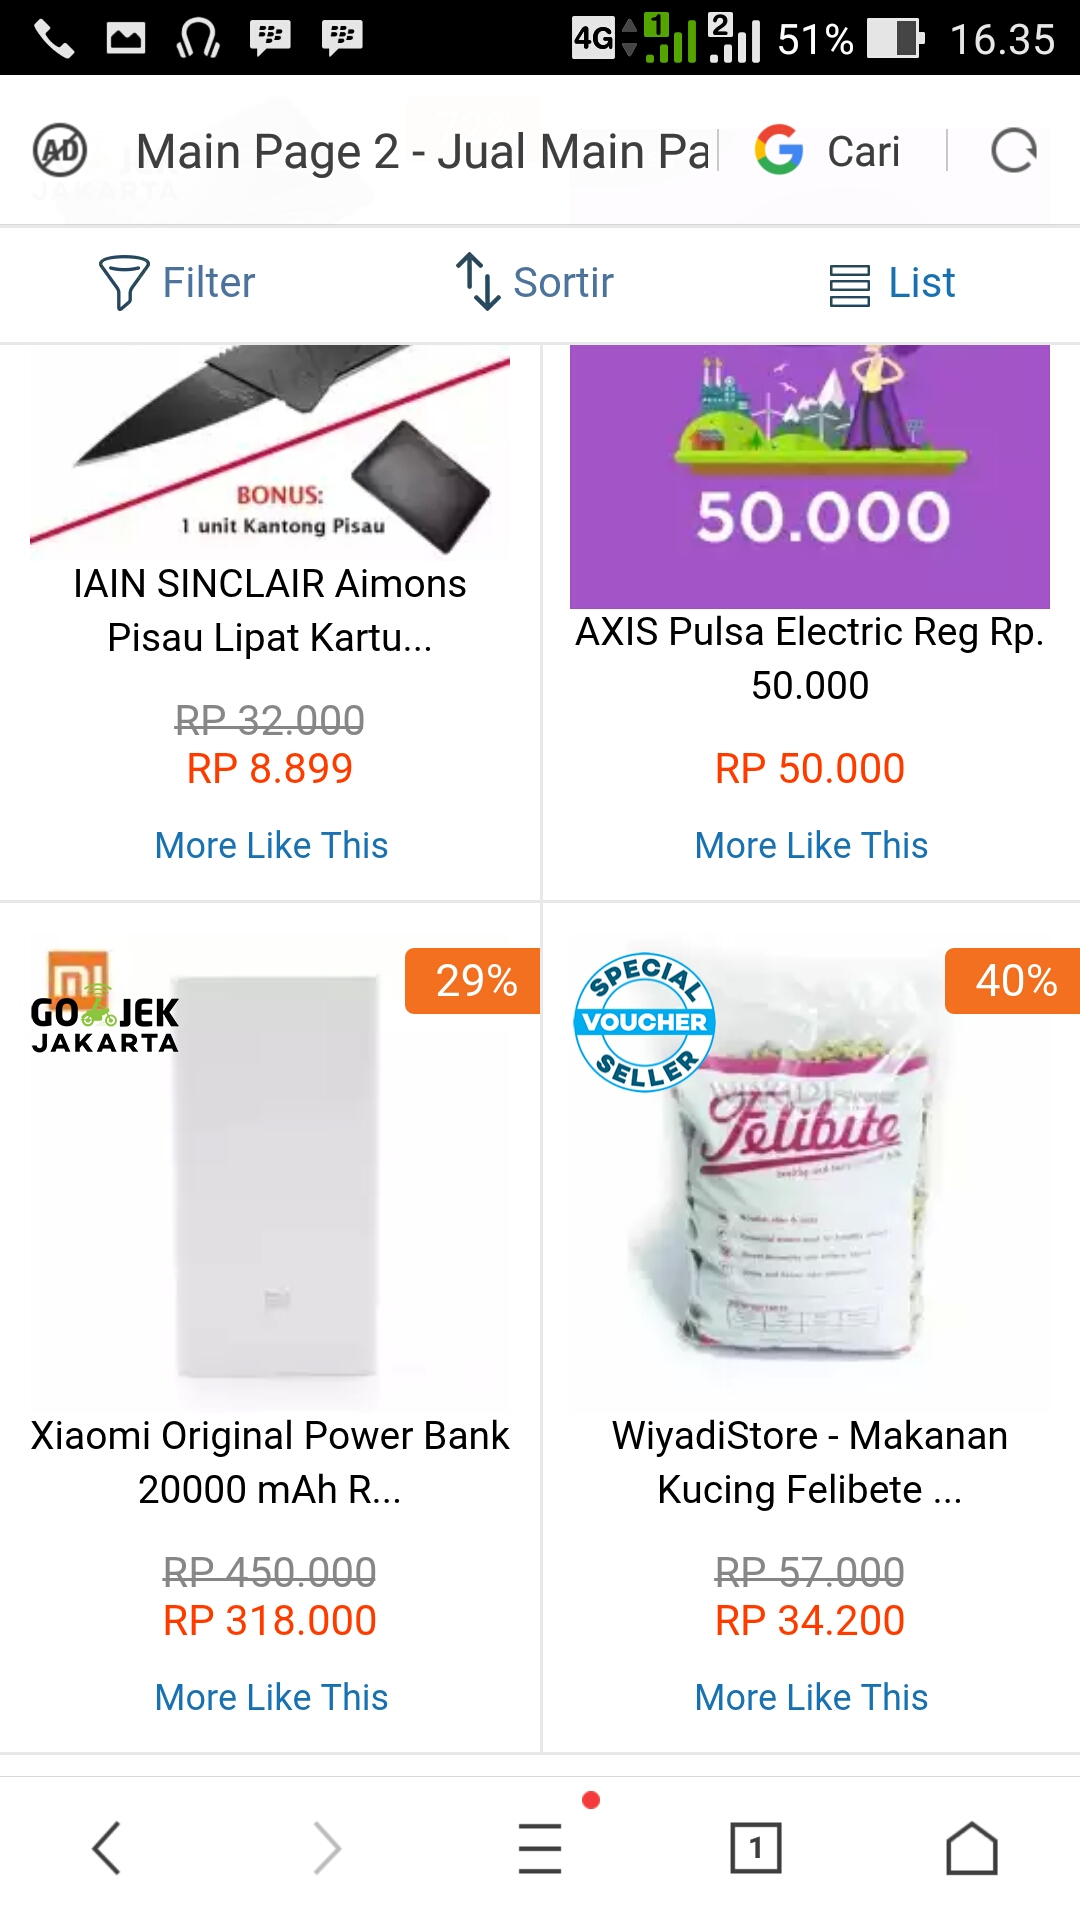 4G 1 2 51% 16.35
AD Main Page 2 - Jual Main Pa Cari
Filter Sortir List
BONUS:
1 unit Kantong Pisau
IAIN SINCLAIR Aimons
Pisau Lipat Kartu...
RP 32.000
RP 8.899
More Like This
50.000
AXIS Pulsa Electric Reg Rp.
50.000
RP 50.000
More Like This
29%
GO JEK
JAKARTA
mi
Xiaomi Original Power Bank
20000 mAh R...
RP 450.000
RP 318.000
More Like This
40%
SPECIAL
VOUCHER
SELLER
Felibite
WiyadiStore - Makanan
Kucing Felibete ...
RP 57.000
RP 34.200
More Like This
1